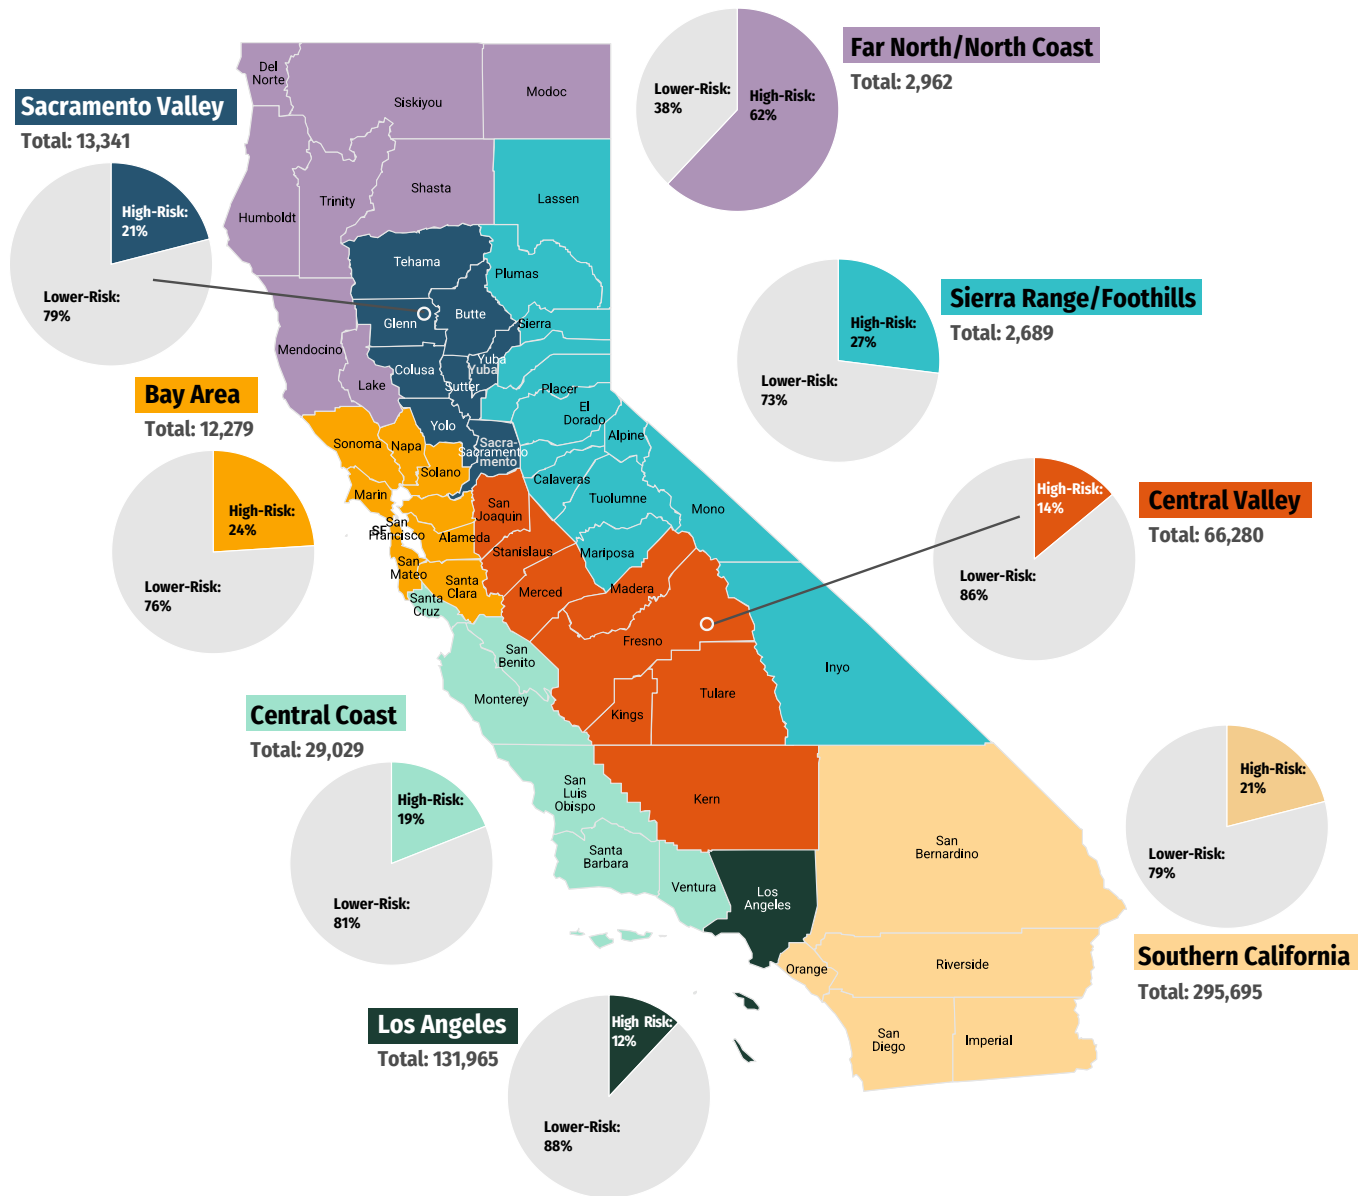 Far North/North Coast
Total: 2,962
Lower-Risk:
38%
High-Risk:
62%
Sacramento Valley
Total: 13,341
High-Risk:
21%
Lower-Risk:
79%
Sierra Range/Foothills
Total: 2,689
High-Risk:
27%
Lower-Risk:
73%
Bay Area
Total: 12,279
High-Risk:
24%
Lower-Risk:
76%
Central Valley
Total: 66,280
High-Risk:
14%
Lower-Risk:
86%
Central Coast
Total: 29,029
High-Risk:
19%
Lower-Risk:
81%
High-Risk:
21%
Lower-Risk:
79%
Southern California
Total: 295,695
Los Angeles
Total: 131,965
High Risk:
12%
Lower-Risk:
88%
Del
Norte
Siskiyou
Modoc
Humboldt
Trinity
Shasta
Lassen
Tehama
Plumas
Glenn
Butte
Sierra
Mendocino
Lake
Colusa
Yuba
Yuba
Sutter
Placer
El
Dorado
Yolo
Alpine
Sonoma
Napa
Solano
Sacra-
Sacramento
mento
Calaveras
Tuolumne
Mono
Marin
San
Joaquin
SF
San
Francisco
Alameda
Stanislaus
Mariposa
San
Mateo
Santa
Clara
Merced
Madera
Santa
Cruz
Fresno
San
Benito
Inyo
Monterey
Kings
Tulare
San
Luis
Obispo
Kern
San
Bernardino
Santa
Barbara
Ventura
Los
Angeles
Orange
Riverside
San
Diego
Imperial